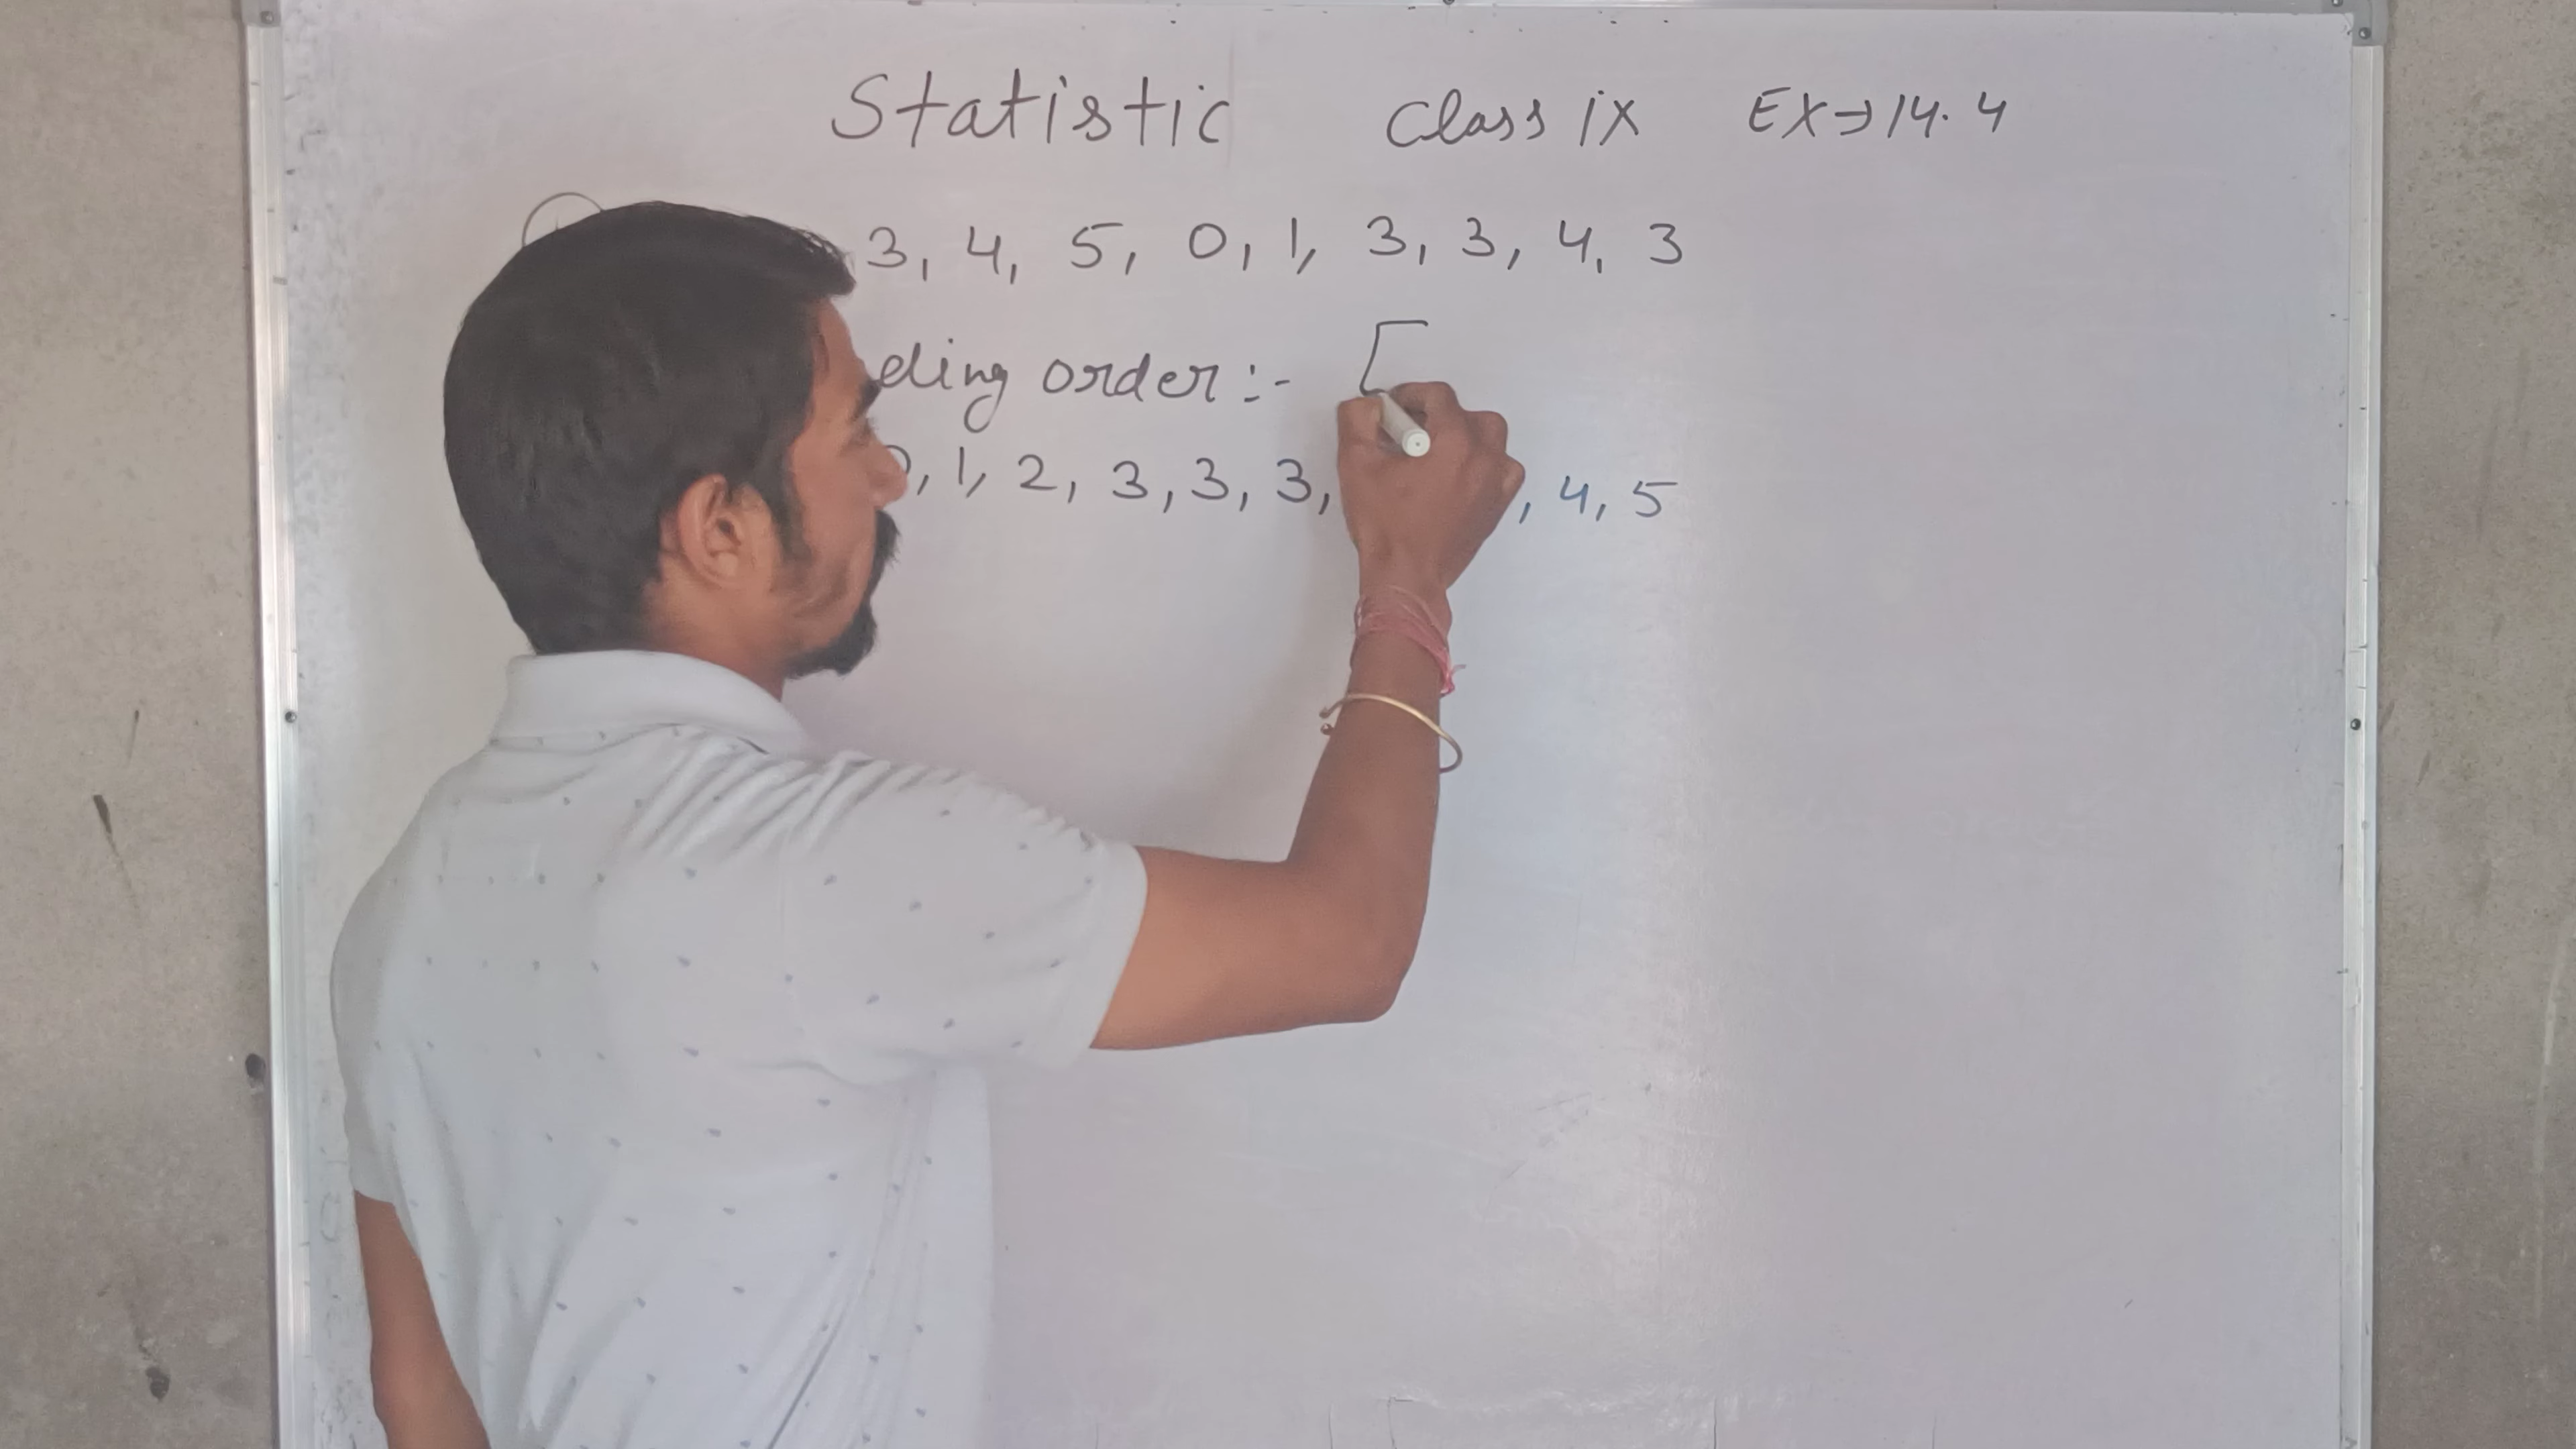 Statistic Class IX EX→14.4
3, 4, 5, 0, 1, 3, 3, 4, 3
ding order:-
, 1, 2, 3, 3, 3, , 4, 5